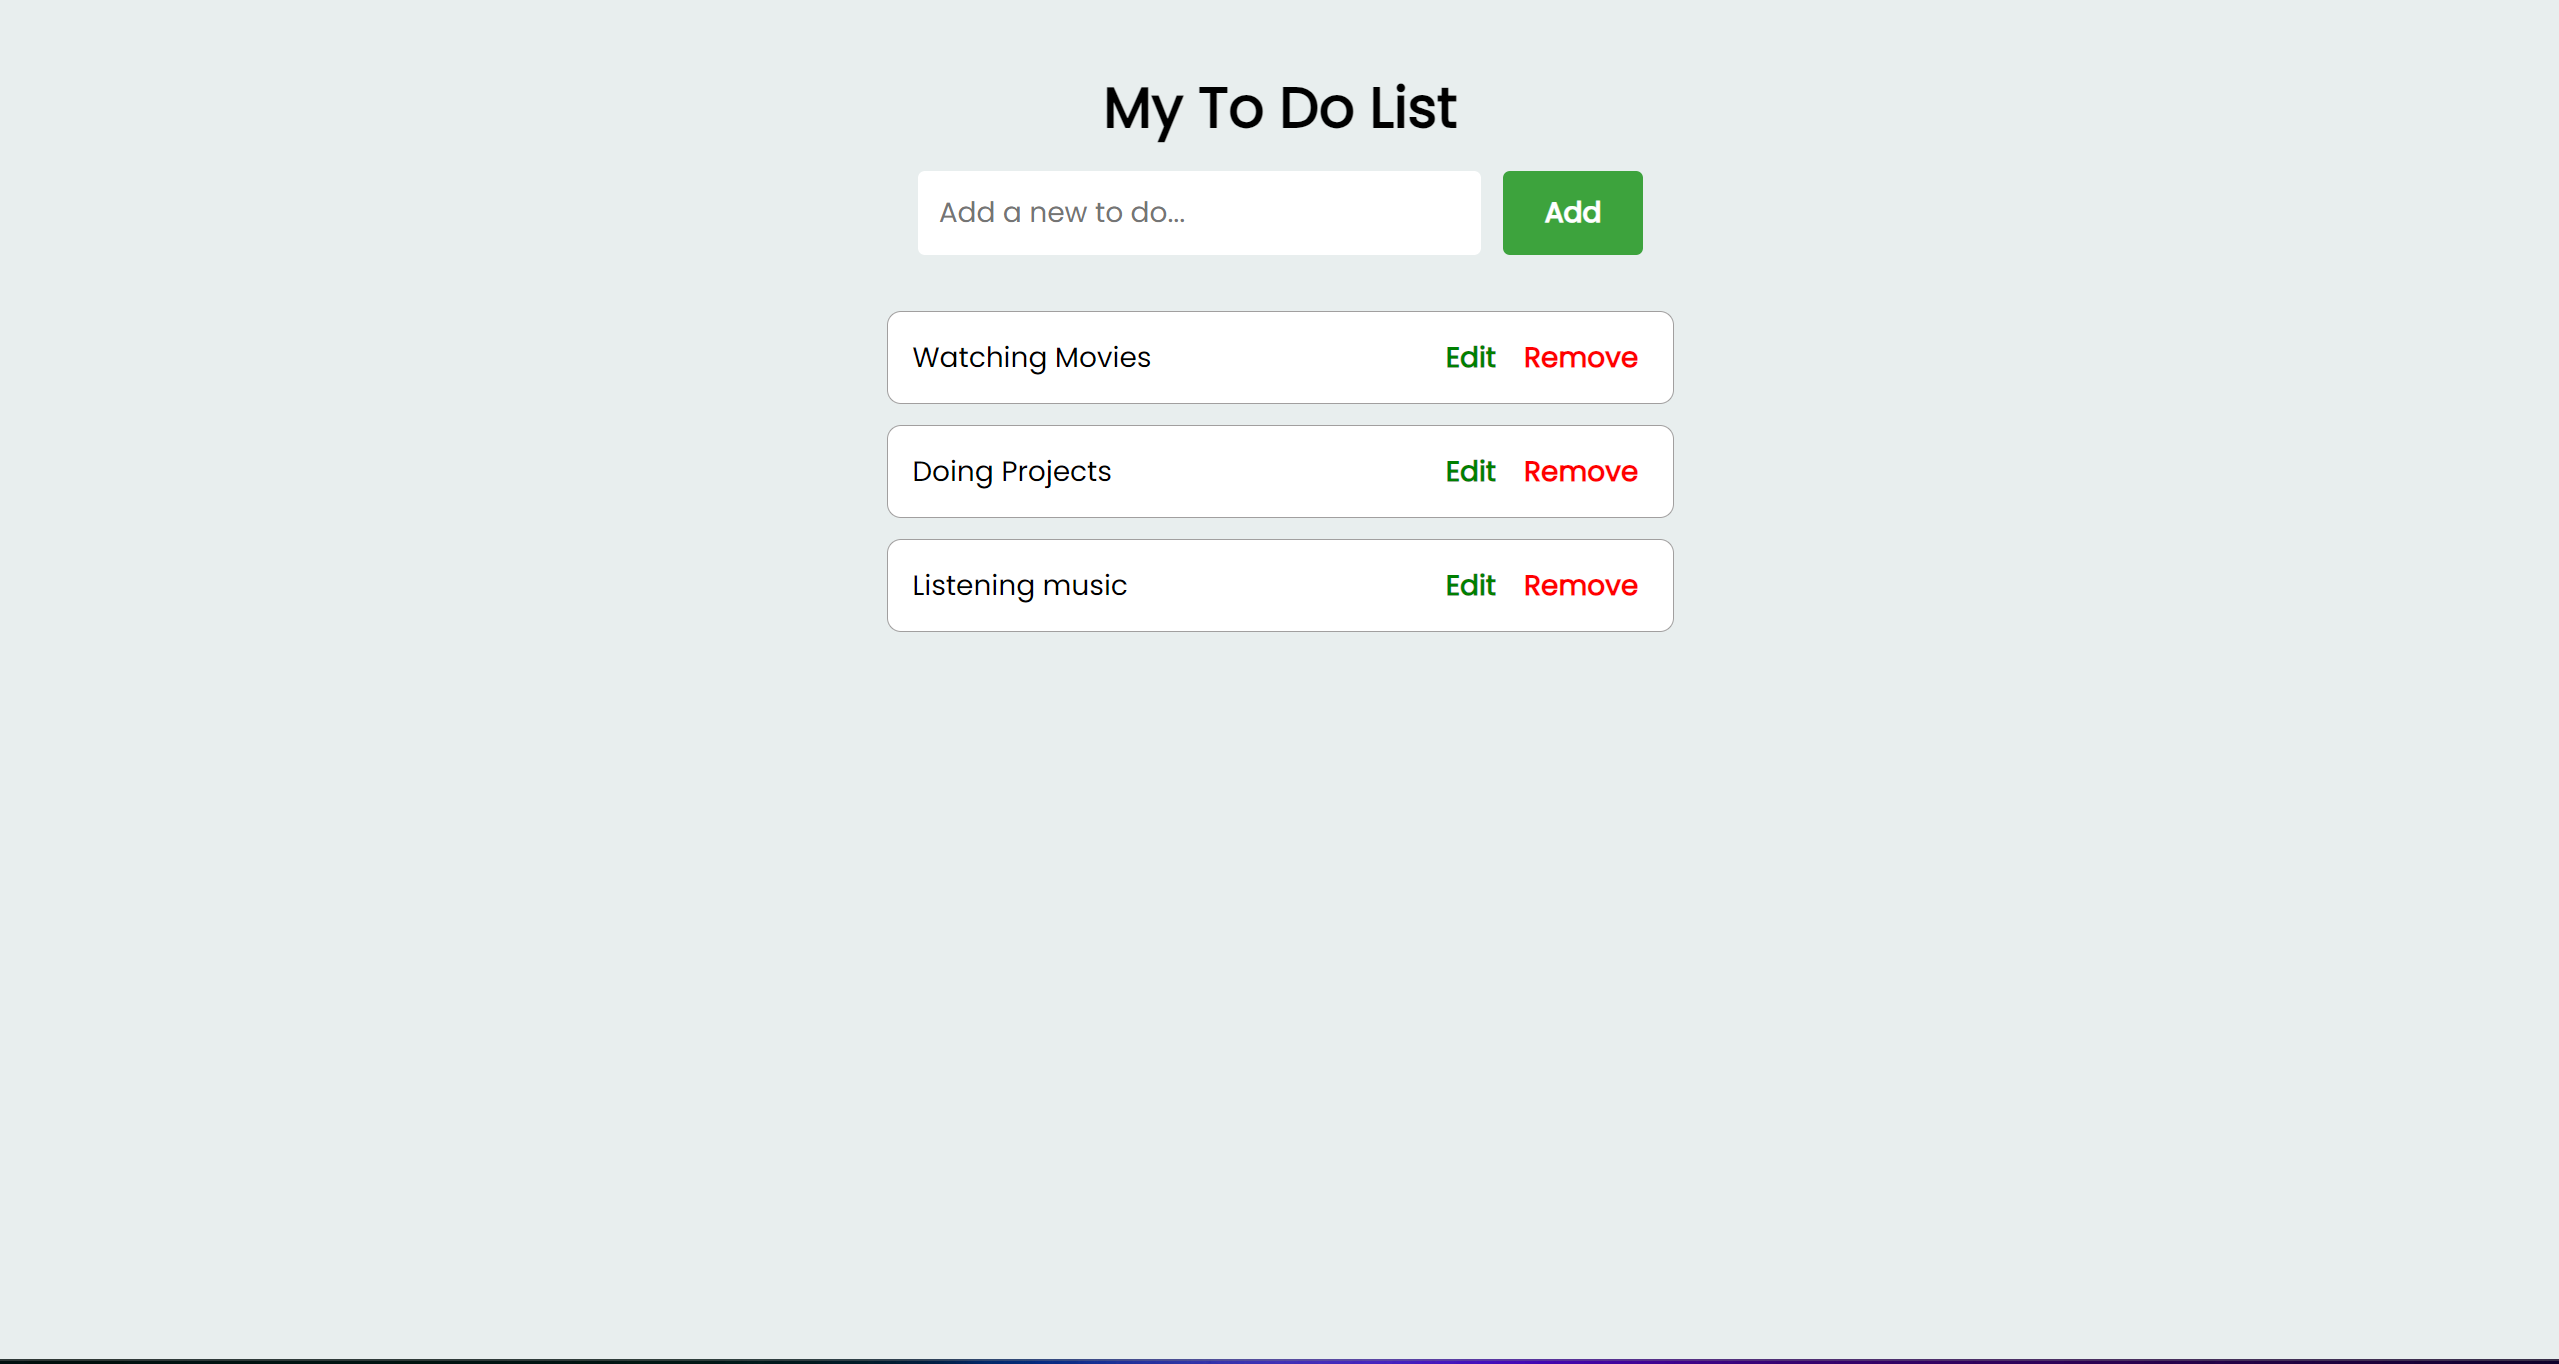 My To Do List
Add a new to do...
Add
Watching Movies
Edit
Remove
Doing Projects
Edit
Remove
Listening music
Edit
Remove